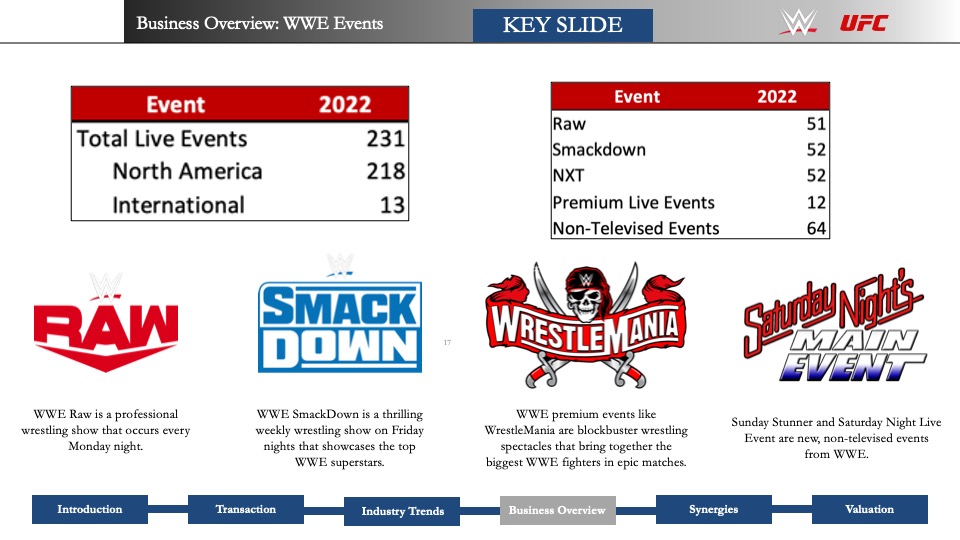 Business Overview: WWE Events
KEY SLIDE
W
UFC
Event 2022
Total Live Events 231
North America 218
International 13
Event 2022
Raw 51
Smackdown 52
NXT 52
Premium Live Events 12
Non-Televised Events 64
W
RAW
W
SMACK
DOWN
W
WRESTLEMANIA
Saturday Night's
MAIN
EVENT
17
WWE Raw is a professional
wrestling show that occurs every
Monday night.
WWE SmackDown is a thrilling
weekly wrestling show on Friday
nights that showcases the top
WWE superstars.
WWE premium events like
WrestleMania are blockbuster wrestling
spectacles that bring together the
biggest WWE fighters in epic matches.
Sunday Stunner and Saturday Night Live
Event are new, non-televised events
from WWE.
Introduction
Transaction
Industry Trends
Business Overview
Synergies
Valuation